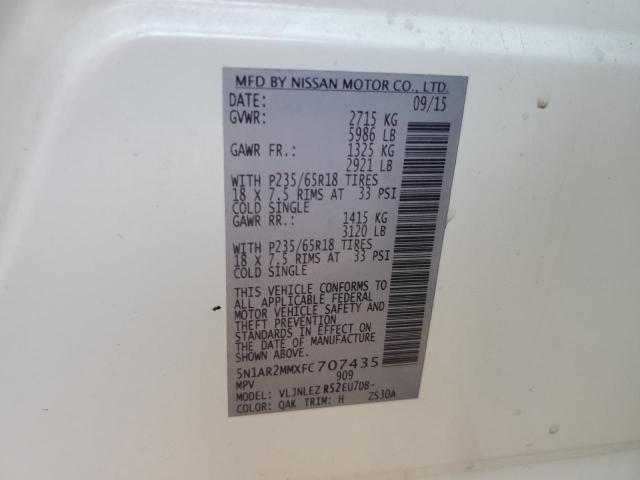 MFD BY NISSAN MOTOR CO., LTD.
DATE: 09/15
GVWR: 2715 KG
5986 LB
GAWR FR.: 1325 KG
2921 LB
WITH P235/65R18 TIRES
18 X 7.5 RIMS AT 33 PSI
COLD SINGLE
GAWR RR.: 1415 KG
3120 LB
WITH P235/65R18 TIRES
18 X 7.5 RIMS AT 33 PSI
COLD SINGLE
THIS VEHICLE CONFORMS TO
ALL APPLICABLE FEDERAL
MOTOR VEHICLE SAFETY AND
THEFT PREVENTION
STANDARDS IN EFFECT ON
THE DATE OF MANUFACTURE
SHOWN ABOVE.
5N1AR2MMXFC707435
MPV 909
MODEL: VLJNLEZ R52EU7DB-
COLOR: QAK TRIM: H ZS30A